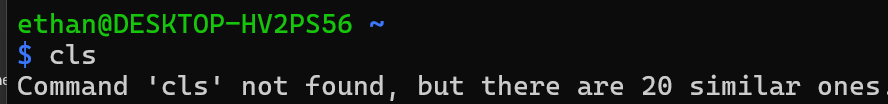 ethan@DESKTOP-HV2PS56 ~
$ cls
Command 'cls' not found, but there are 20 similar ones.